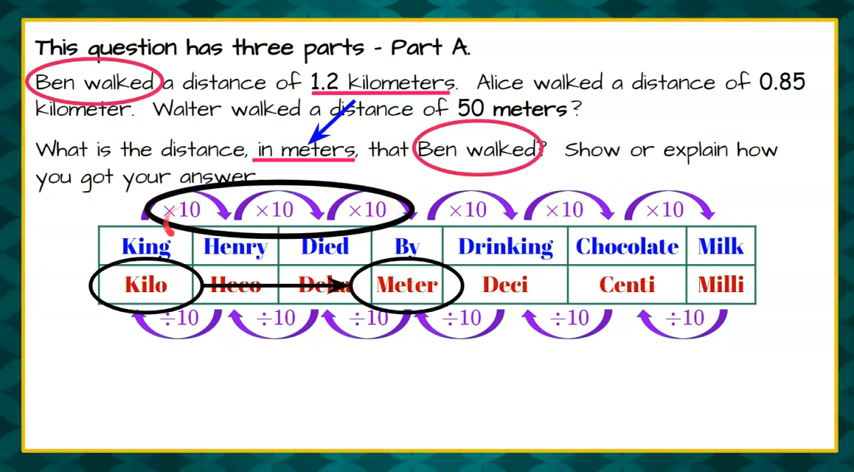 This question has three parts - Part A.
Ben walked a distance of 1.2 kilometers. Alice walked a distance of 0.85
kilometer. Walter walked a distance of 50 meters?
What is the distance, in meters, that Ben walked? Show or explain how
you got your answer.
×10 ×10 ×10 ×10 ×10 ×10
King Henry Died By Drinking Chocolate Milk
Kilo Heco Deka Meter Deci Centi Milli
÷10 ÷10 ÷10 ÷10 ÷10 ÷10